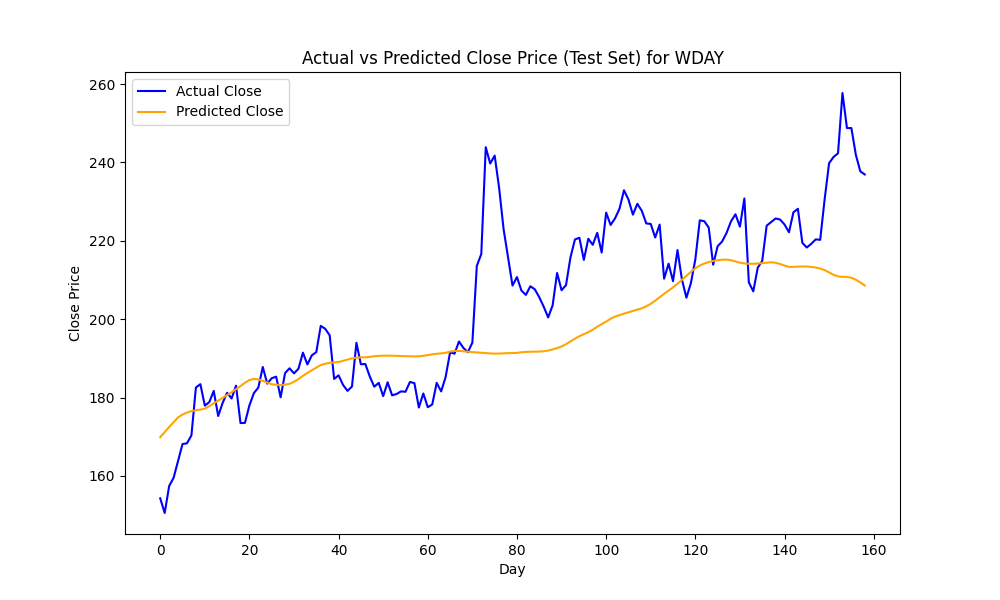 Actual vs Predicted Close Price (Test Set) for WDAY
Actual Close
Predicted Close
260
240
220
200
180
160
Close Price
0 20 40 60 80 100 120 140 160
Day